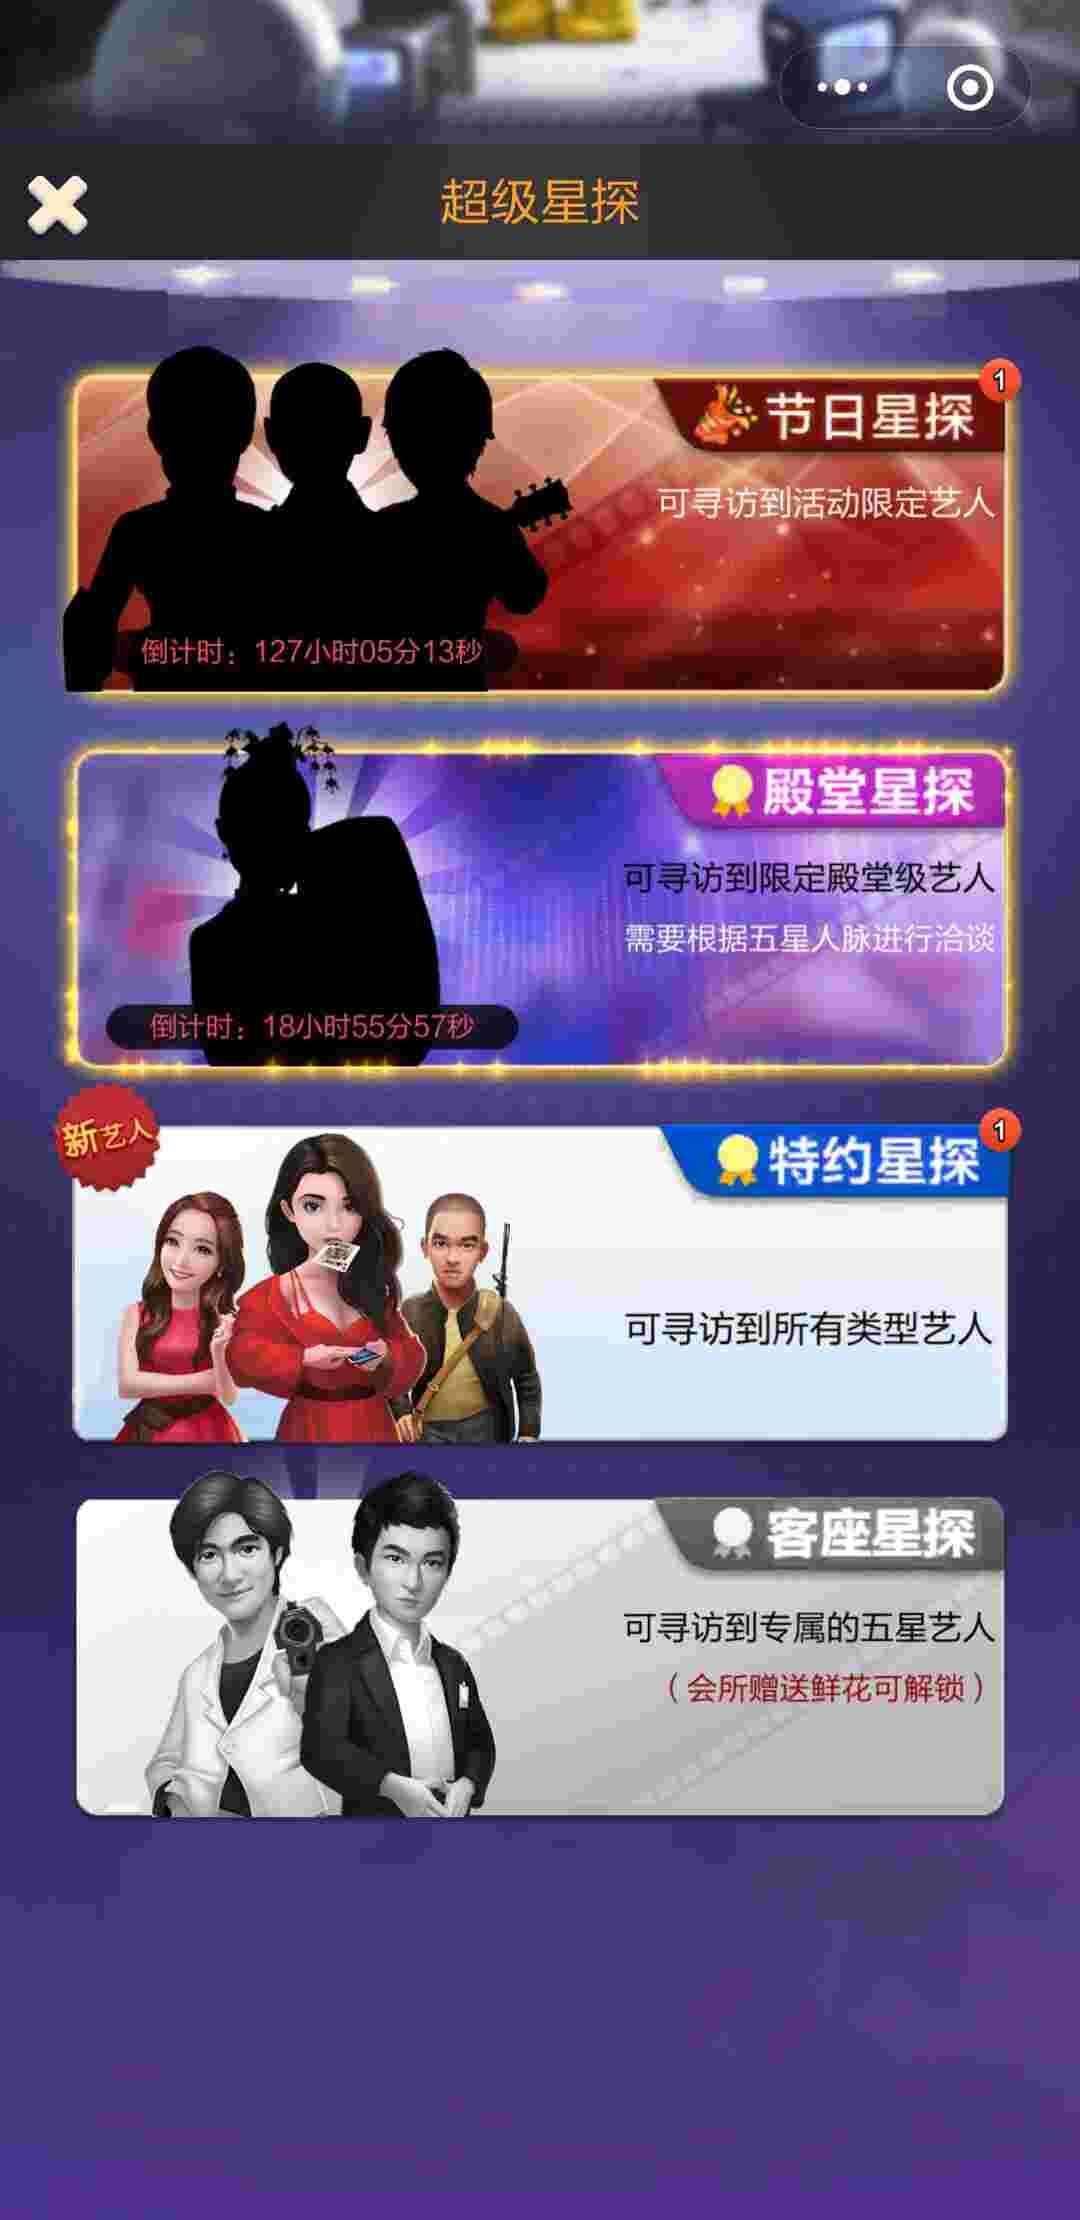 超级星探
1
节日星探
可寻访到活动限定艺人
倒计时：127小时05分13秒
殿堂星探
可寻访到限定殿堂级艺人
需要根据五星人脉进行洽谈
倒计时：18小时55分57秒
新艺人
1
特约星探
可寻访到所有类型艺人
客座星探
可寻访到专属的五星艺人
（会所赠送鲜花可解锁）